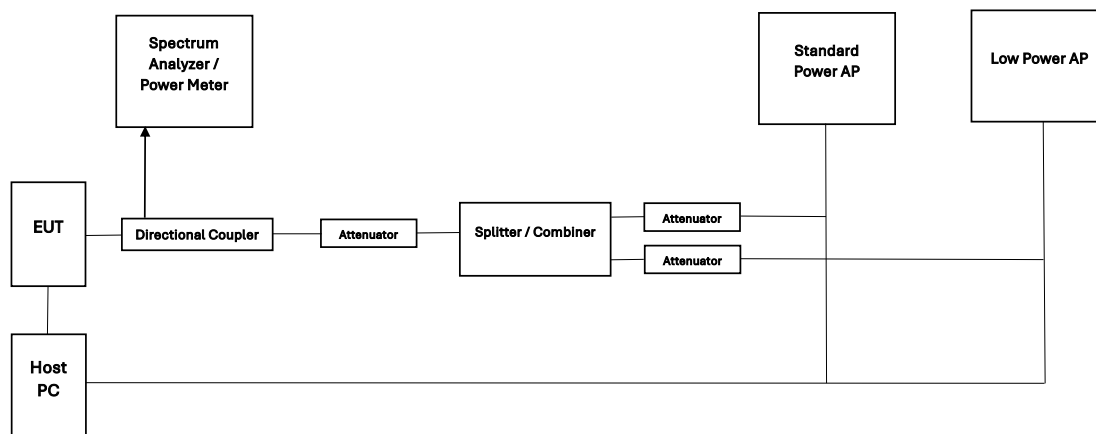 Spectrum
Analyzer /
Power Meter
Standard
Power AP
Low Power AP
EUT
Directional Coupler
Attenuator
Splitter / Combiner
Attenuator
Attenuator
Host
PC